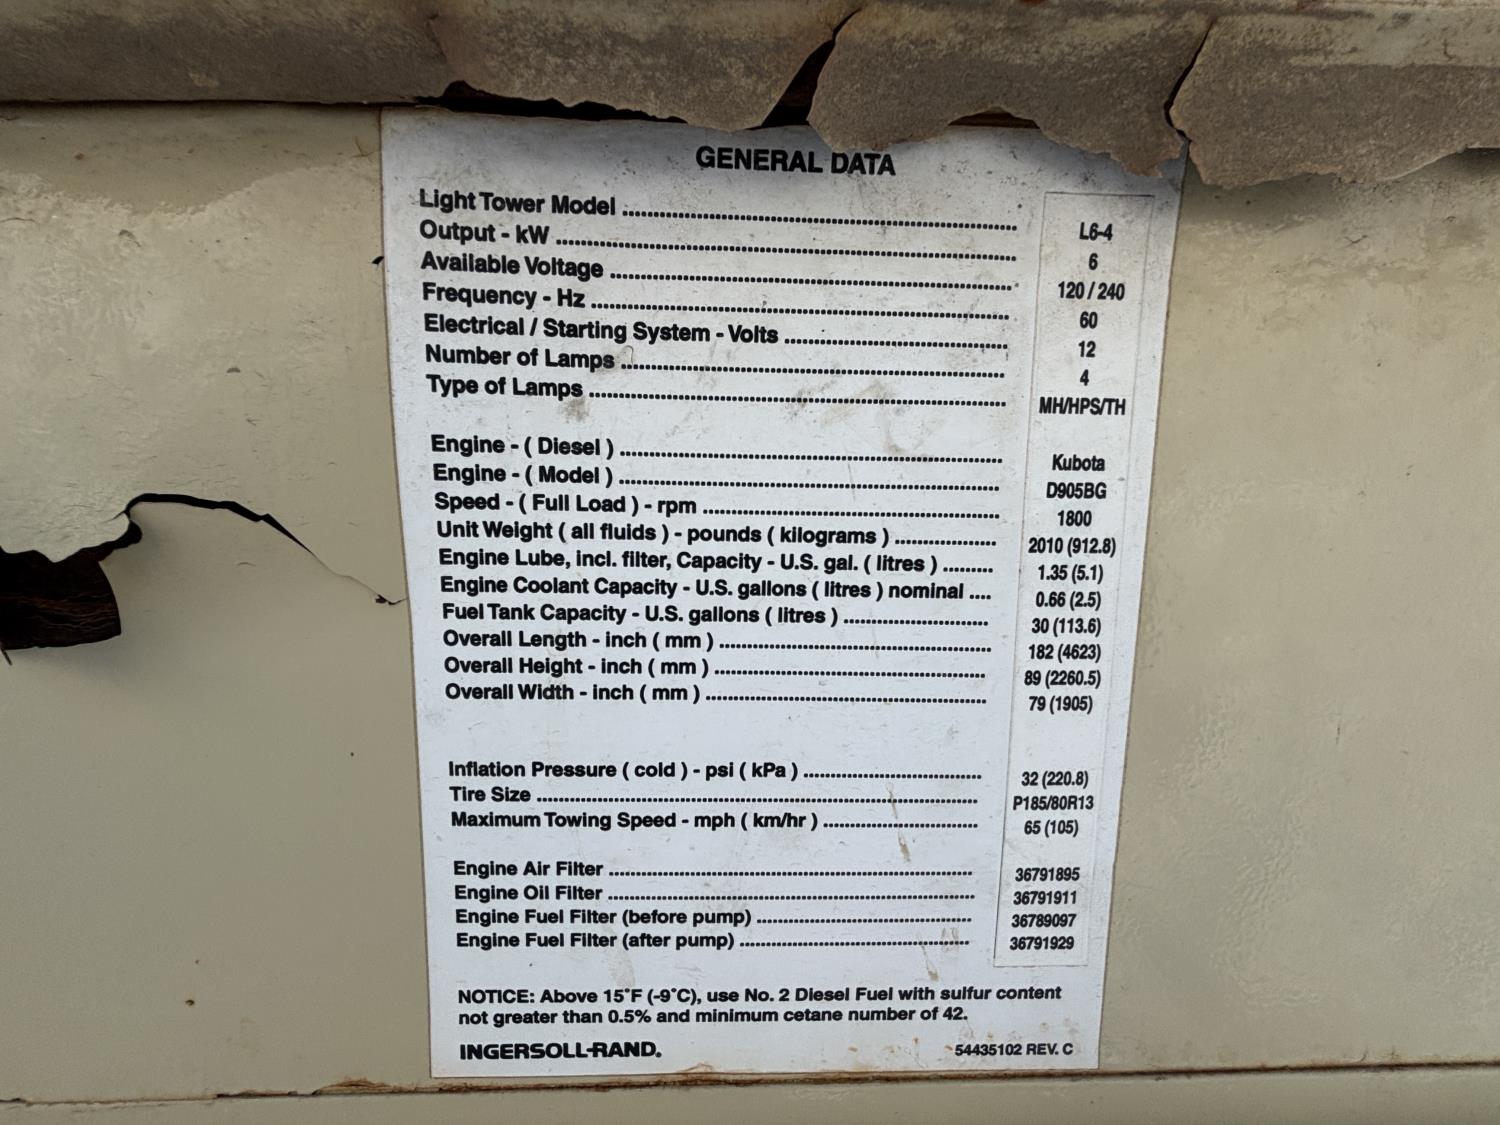 GENERAL DATA
Light Tower Model ........ L6-4
Output - kW ........ 6
Available Voltage ........ 120 / 240
Frequency - Hz ........ 60
Electrical / Starting System - Volts ........ 12
Number of Lamps ........ 4
Type of Lamps ........ MH/HPS/TH
Engine - ( Diesel ) ........ Kubota
Engine - ( Model ) ........ D905BG
Speed - ( Full Load ) - rpm ........ 1800
Unit Weight ( all fluids ) - pounds ( kilograms ) ........ 2010 (912.8)
Engine Lube, incl. filter, Capacity - U.S. gal. ( litres ) ........ 1.35 (5.1)
Engine Coolant Capacity - U.S. gallons ( litres ) nominal .... 0.66 (2.5)
Fuel Tank Capacity - U.S. gallons ( litres ) ........ 30 (113.6)
Overall Length - inch ( mm ) ........ 182 (4623)
Overall Height - inch ( mm ) ........ 89 (2260.5)
Overall Width - inch ( mm ) ........ 79 (1905)
Inflation Pressure ( cold ) - psi ( kPa ) ........ 32 (220.8)
Tire Size ........ P185/80R13
Maximum Towing Speed - mph ( km/hr ) ........ 65 (105)
Engine Air Filter ........ 36791895
Engine Oil Filter ........ 36791911
Engine Fuel Filter (before pump) ........ 36789097
Engine Fuel Filter (after pump) ........ 36791929
NOTICE: Above 15°F (-9°C), use No. 2 Diesel Fuel with sulfur content
not greater than 0.5% and minimum cetane number of 42.
INGERSOLL-RAND. 54435102 REV. C